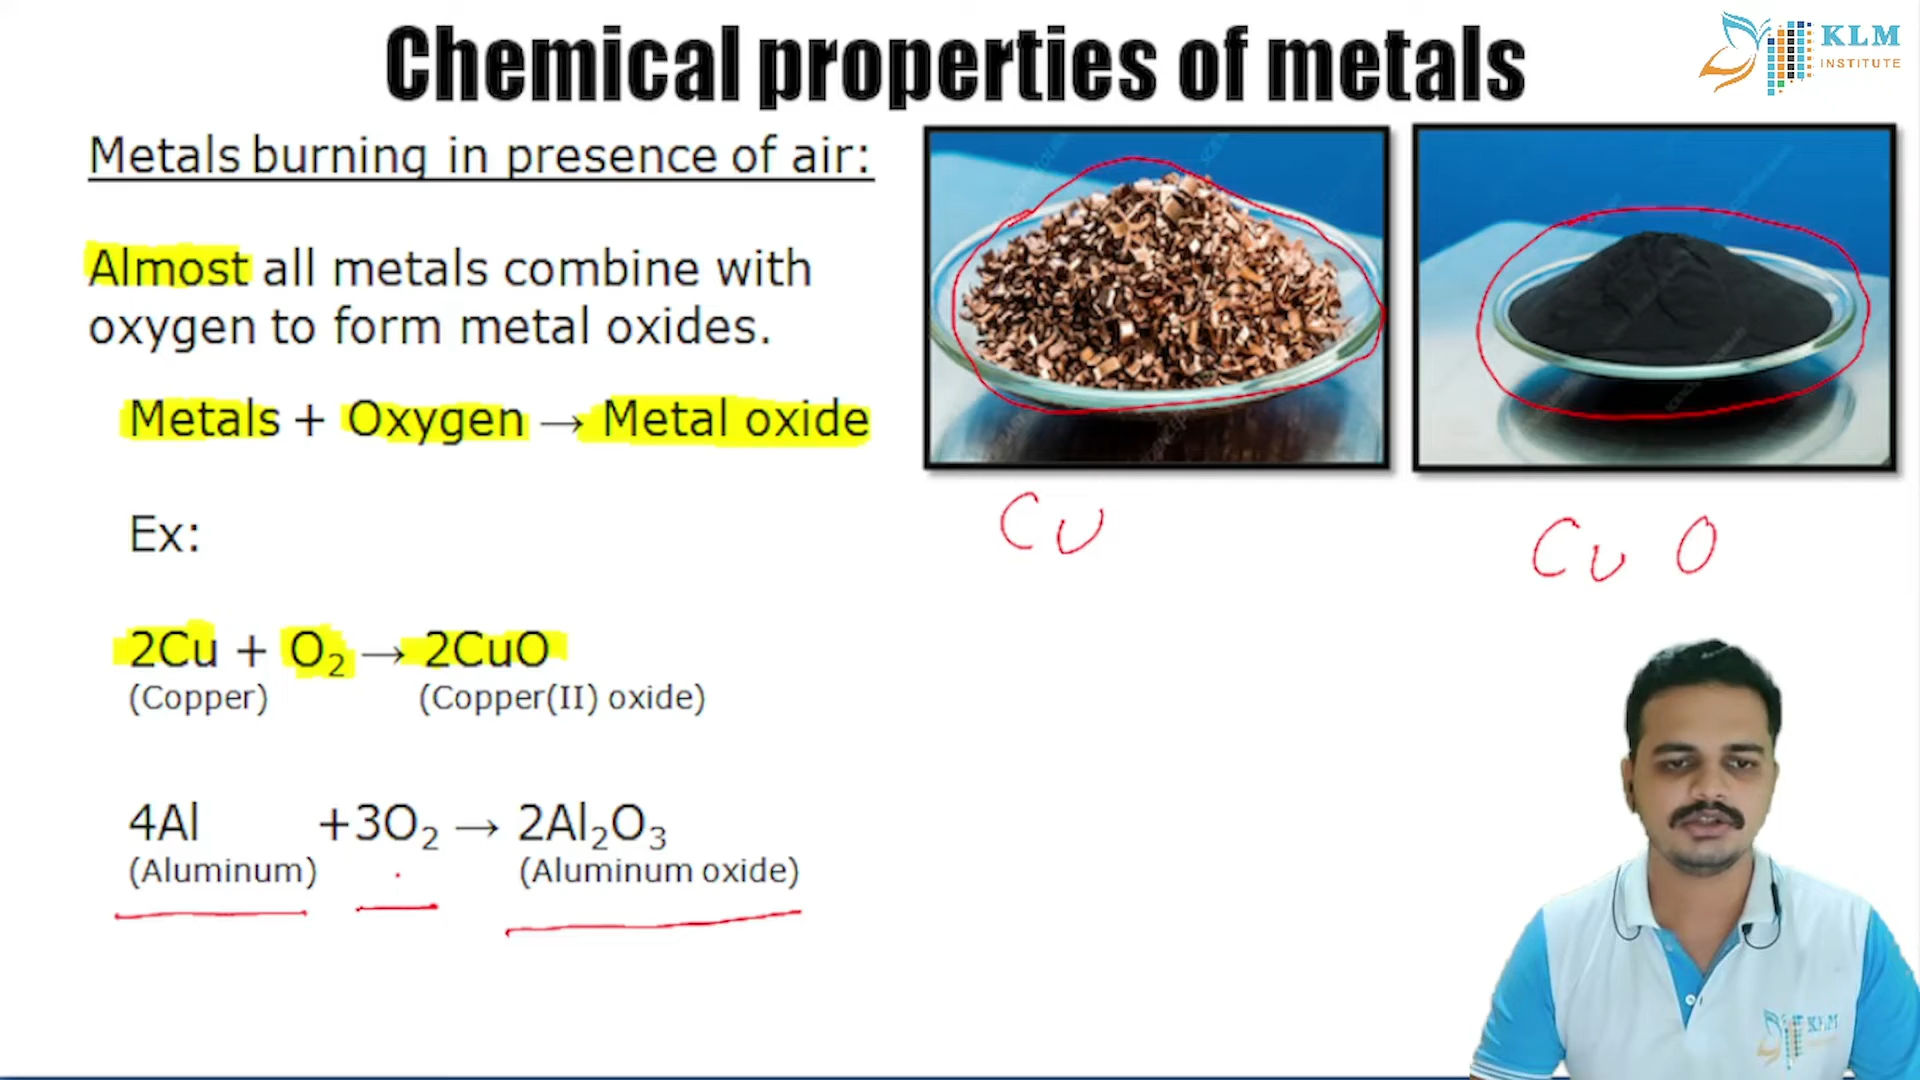 Chemical properties of metals
KLM
INSTITUTE
Metals burning in presence of air:
Almost all metals combine with
oxygen to form metal oxides.
Metals + Oxygen → Metal oxide
Ex:
Cu
Cu O
2Cu + O₂ → 2CuO
(Copper) (Copper(II) oxide)
4Al +3O₂ → 2Al₂O₃
(Aluminum) (Aluminum oxide)
KLM